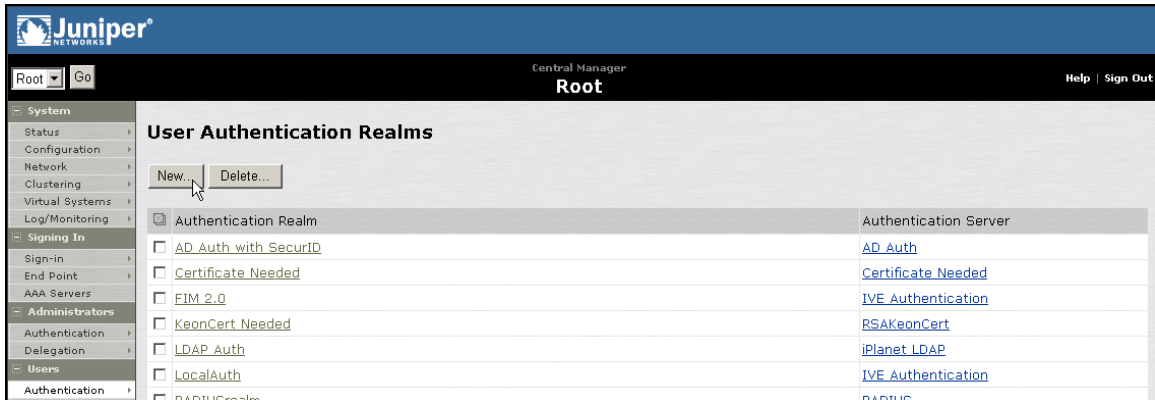 Juniper®
NETWORKS
Root Go
Central Manager
Root
Help | Sign Out
System
Status
Configuration
Network
Clustering
Virtual Systems
Log/Monitoring
Signing In
Sign-in
End Point
AAA Servers
Administrators
Authentication
Delegation
Users
Authentication
User Authentication Realms
New... Delete...
Authentication Realm Authentication Server
AD Auth with SecurID AD Auth
Certificate Needed Certificate Needed
FIM 2.0 IVE Authentication
KeonCert Needed RSAKeonCert
LDAP Auth iPlanet LDAP
LocalAuth IVE Authentication
RADIUSrealm RADIUS